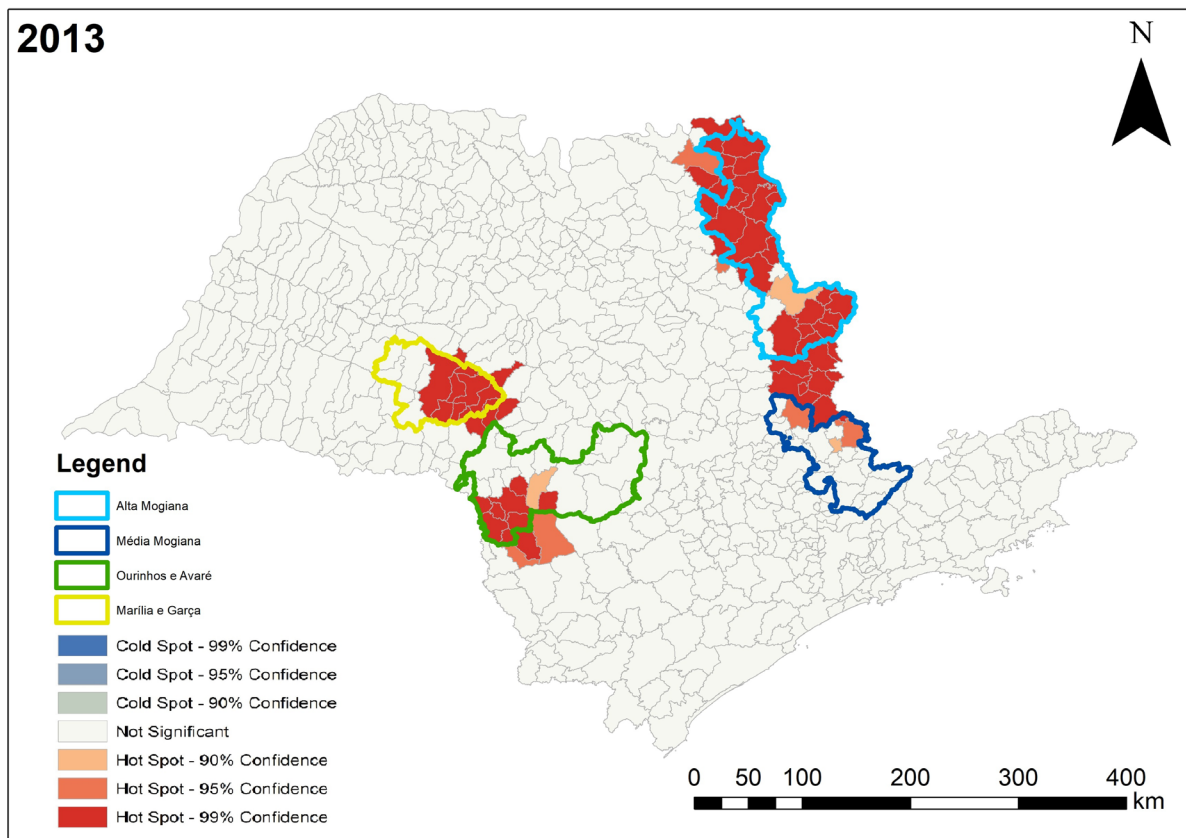 2013
N
Legend
Alta Mogiana
Média Mogiana
Ourinhos e Avaré
Marília e Garça
Cold Spot - 99% Confidence
Cold Spot - 95% Confidence
Cold Spot - 90% Confidence
Not Significant
Hot Spot - 90% Confidence
Hot Spot - 95% Confidence
Hot Spot - 99% Confidence
0 50 100 200 300 400
km